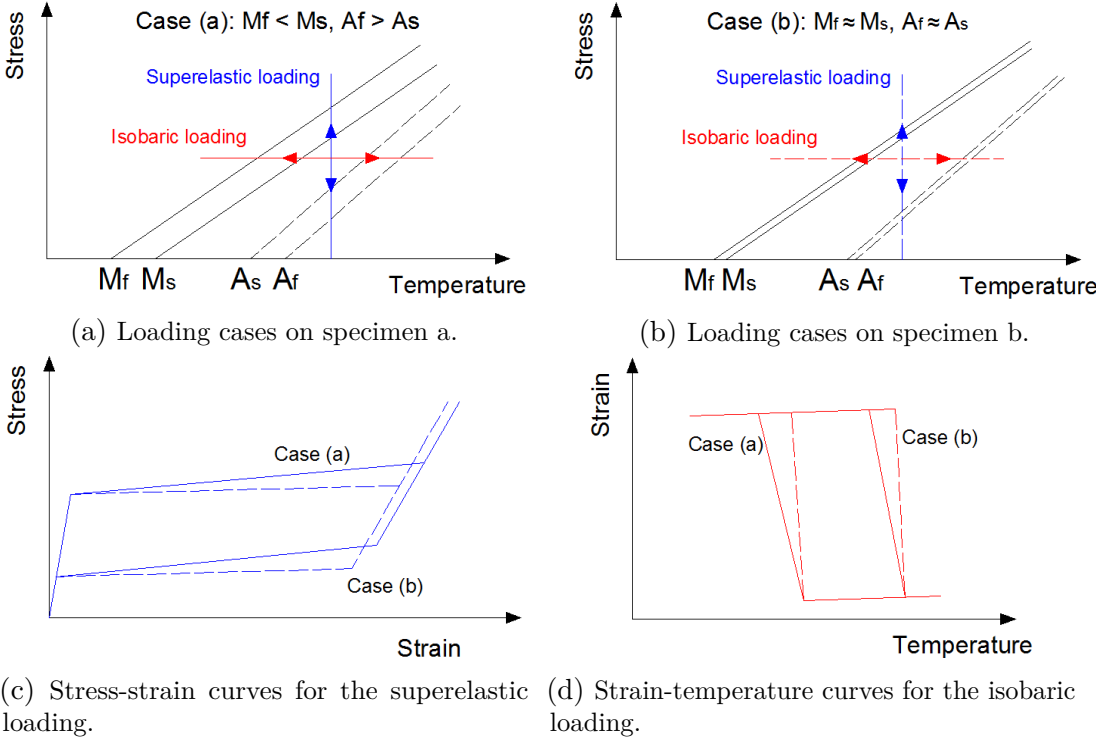 Case (a): Mf < Ms, Af > As
Stress
Superelastic loading
Isobaric loading
Mf Ms As Af
Temperature
(a) Loading cases on specimen a.
Case (b): Mf ≈ Ms, Af ≈ As
Stress
Superelastic loading
Isobaric loading
Mf Ms As Af
Temperature
(b) Loading cases on specimen b.
Stress
Case (a)
Case (b)
Strain
(c) Stress-strain curves for the superelastic
loading.
Strain
Case (a)
Case (b)
Temperature
(d) Strain-temperature curves for the isobaric
loading.